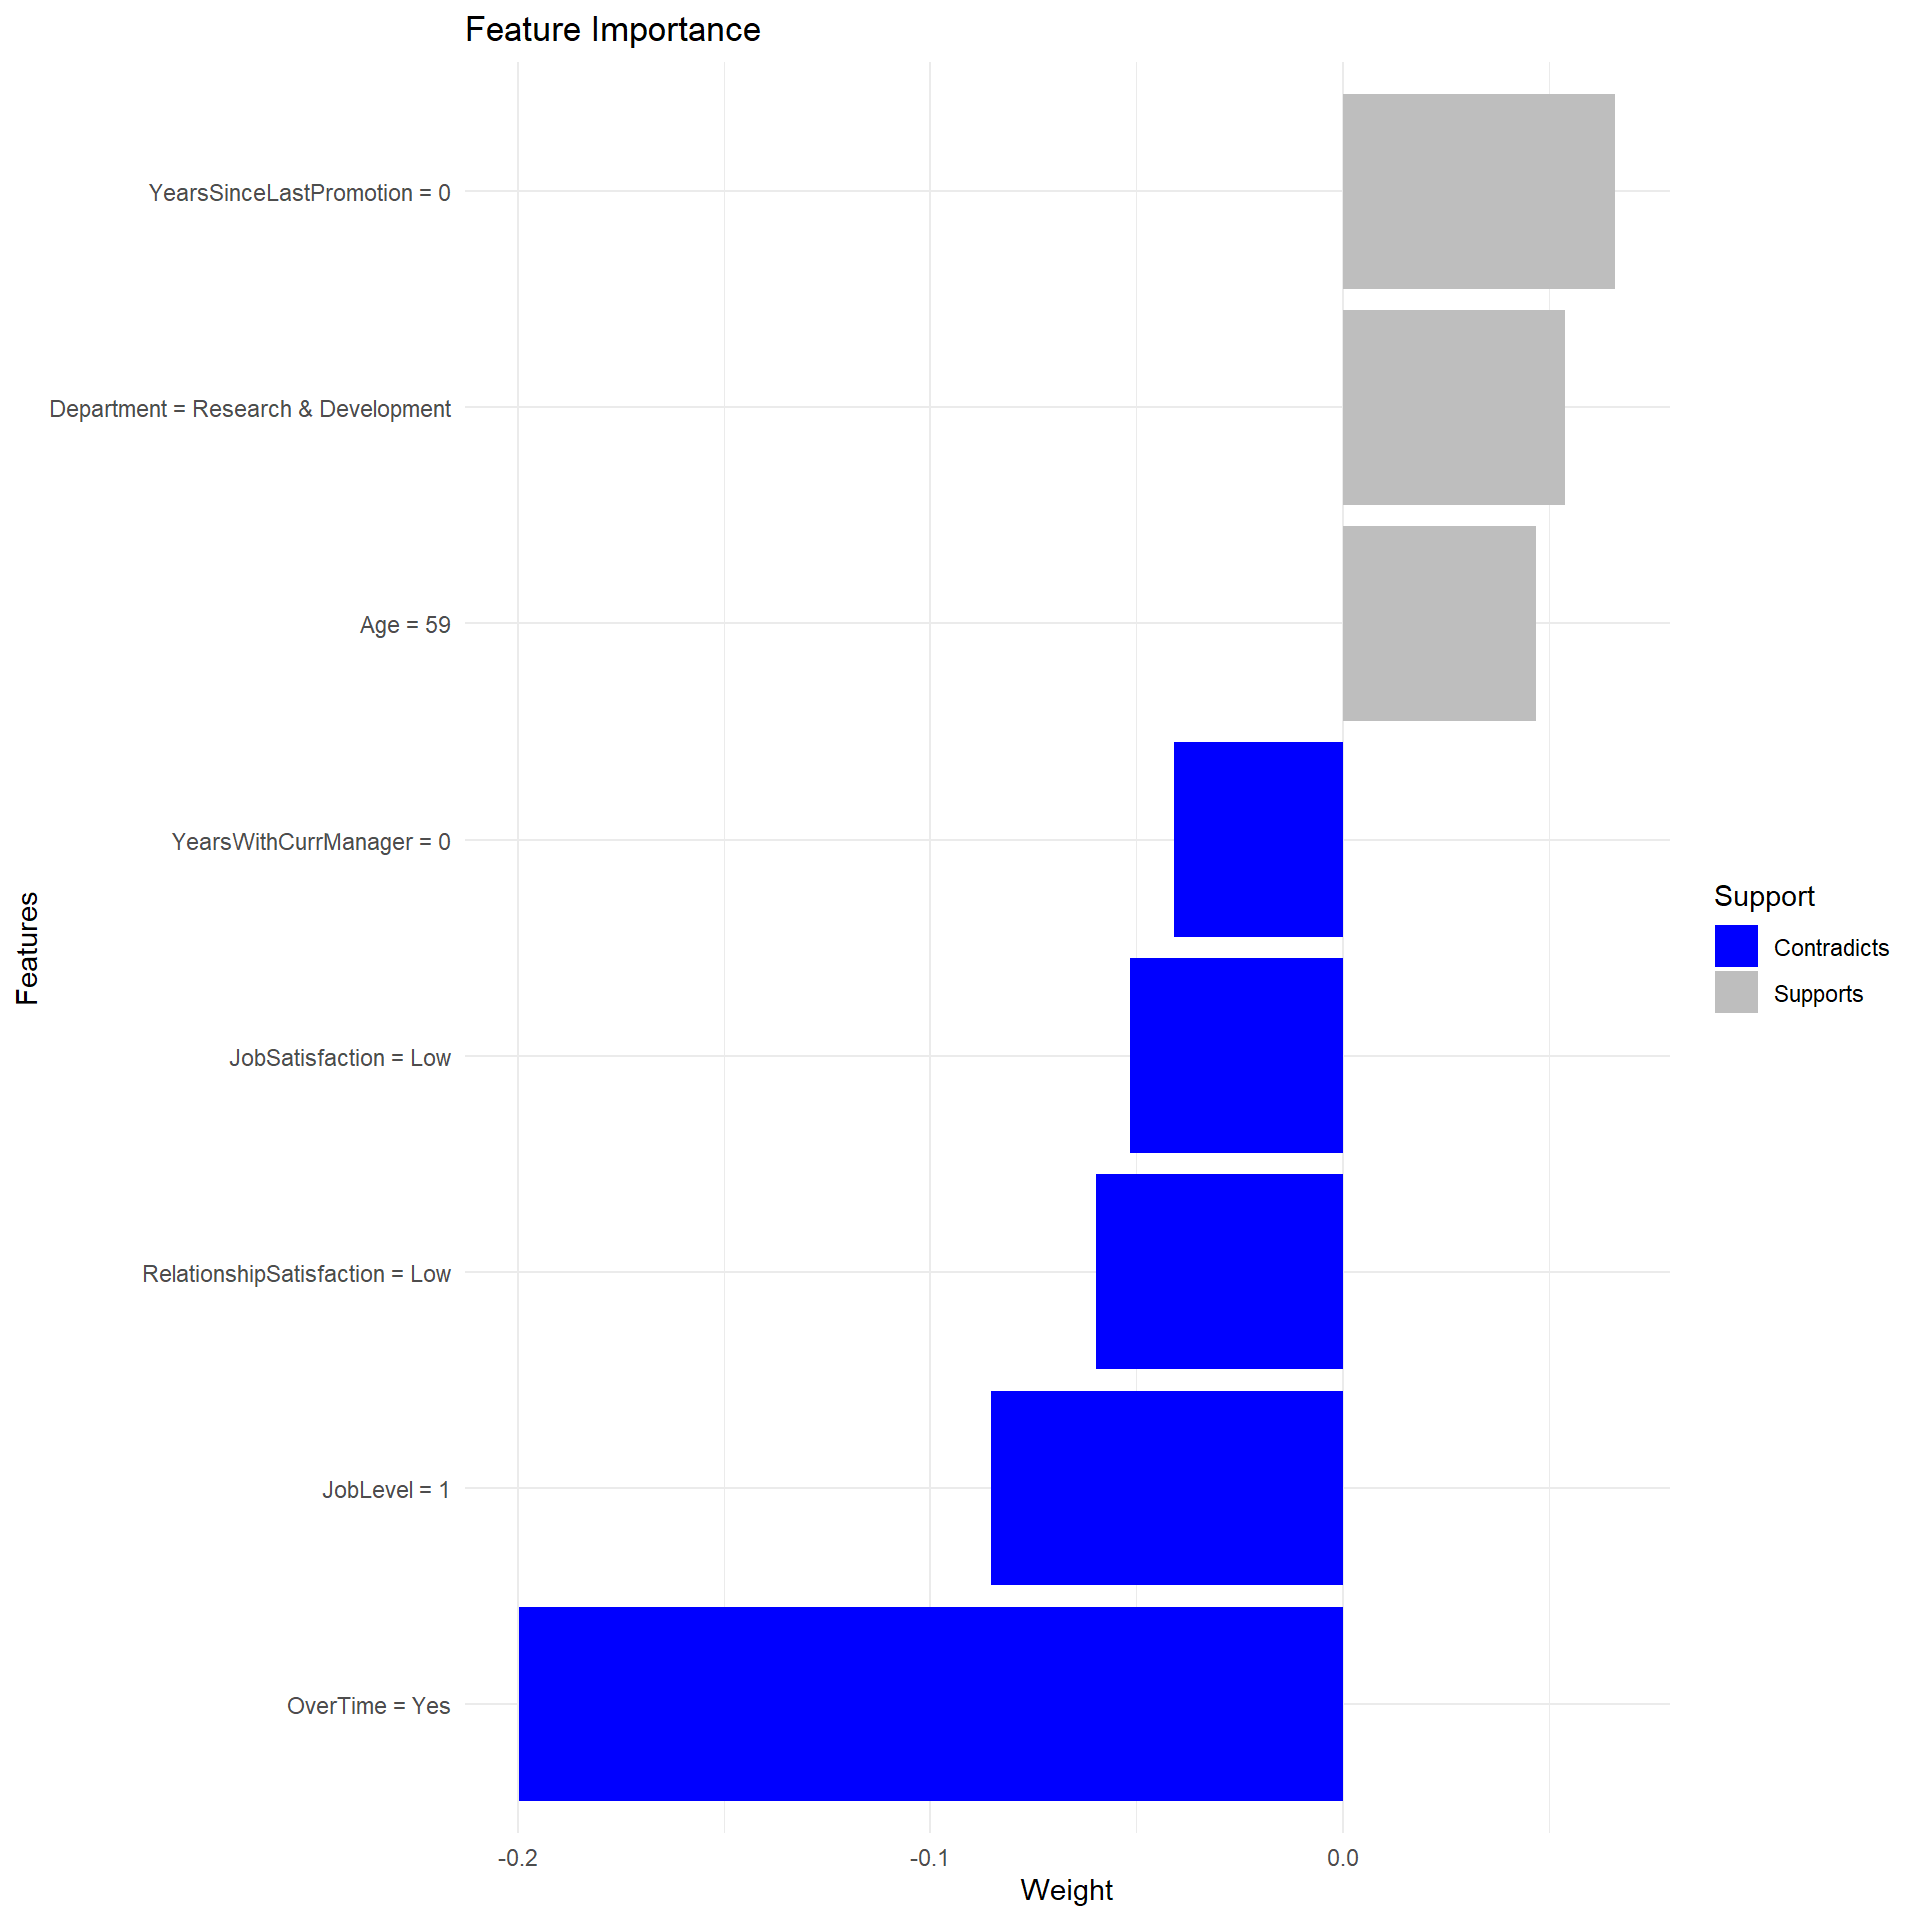 Feature Importance
YearsSinceLastPromotion = 0
Department = Research & Development
Age = 59
YearsWithCurrManager = 0
JobSatisfaction = Low
RelationshipSatisfaction = Low
JobLevel = 1
OverTime = Yes
Features
-0.2
-0.1
0.0
Weight
Support
Contradicts
Supports